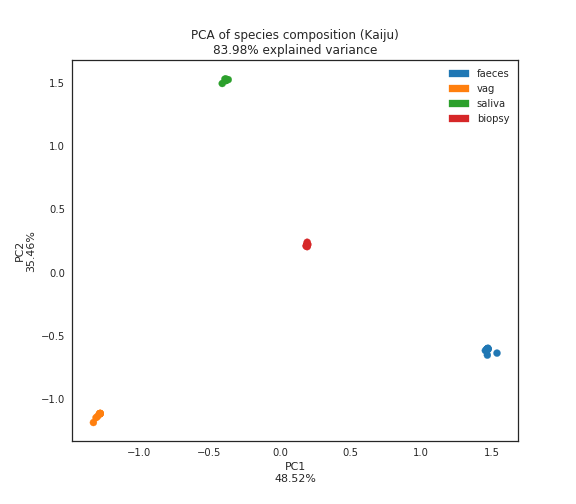 PCA of species composition (Kaiju)
83.98% explained variance
faeces
vag
saliva
biopsy
1.5
1.0
0.5
0.0
−0.5
−1.0
PC2
35.46%
−1.0
−0.5
0.0
0.5
1.0
1.5
PC1
48.52%